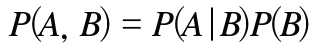 P(A, B) = P(A|B)P(B)